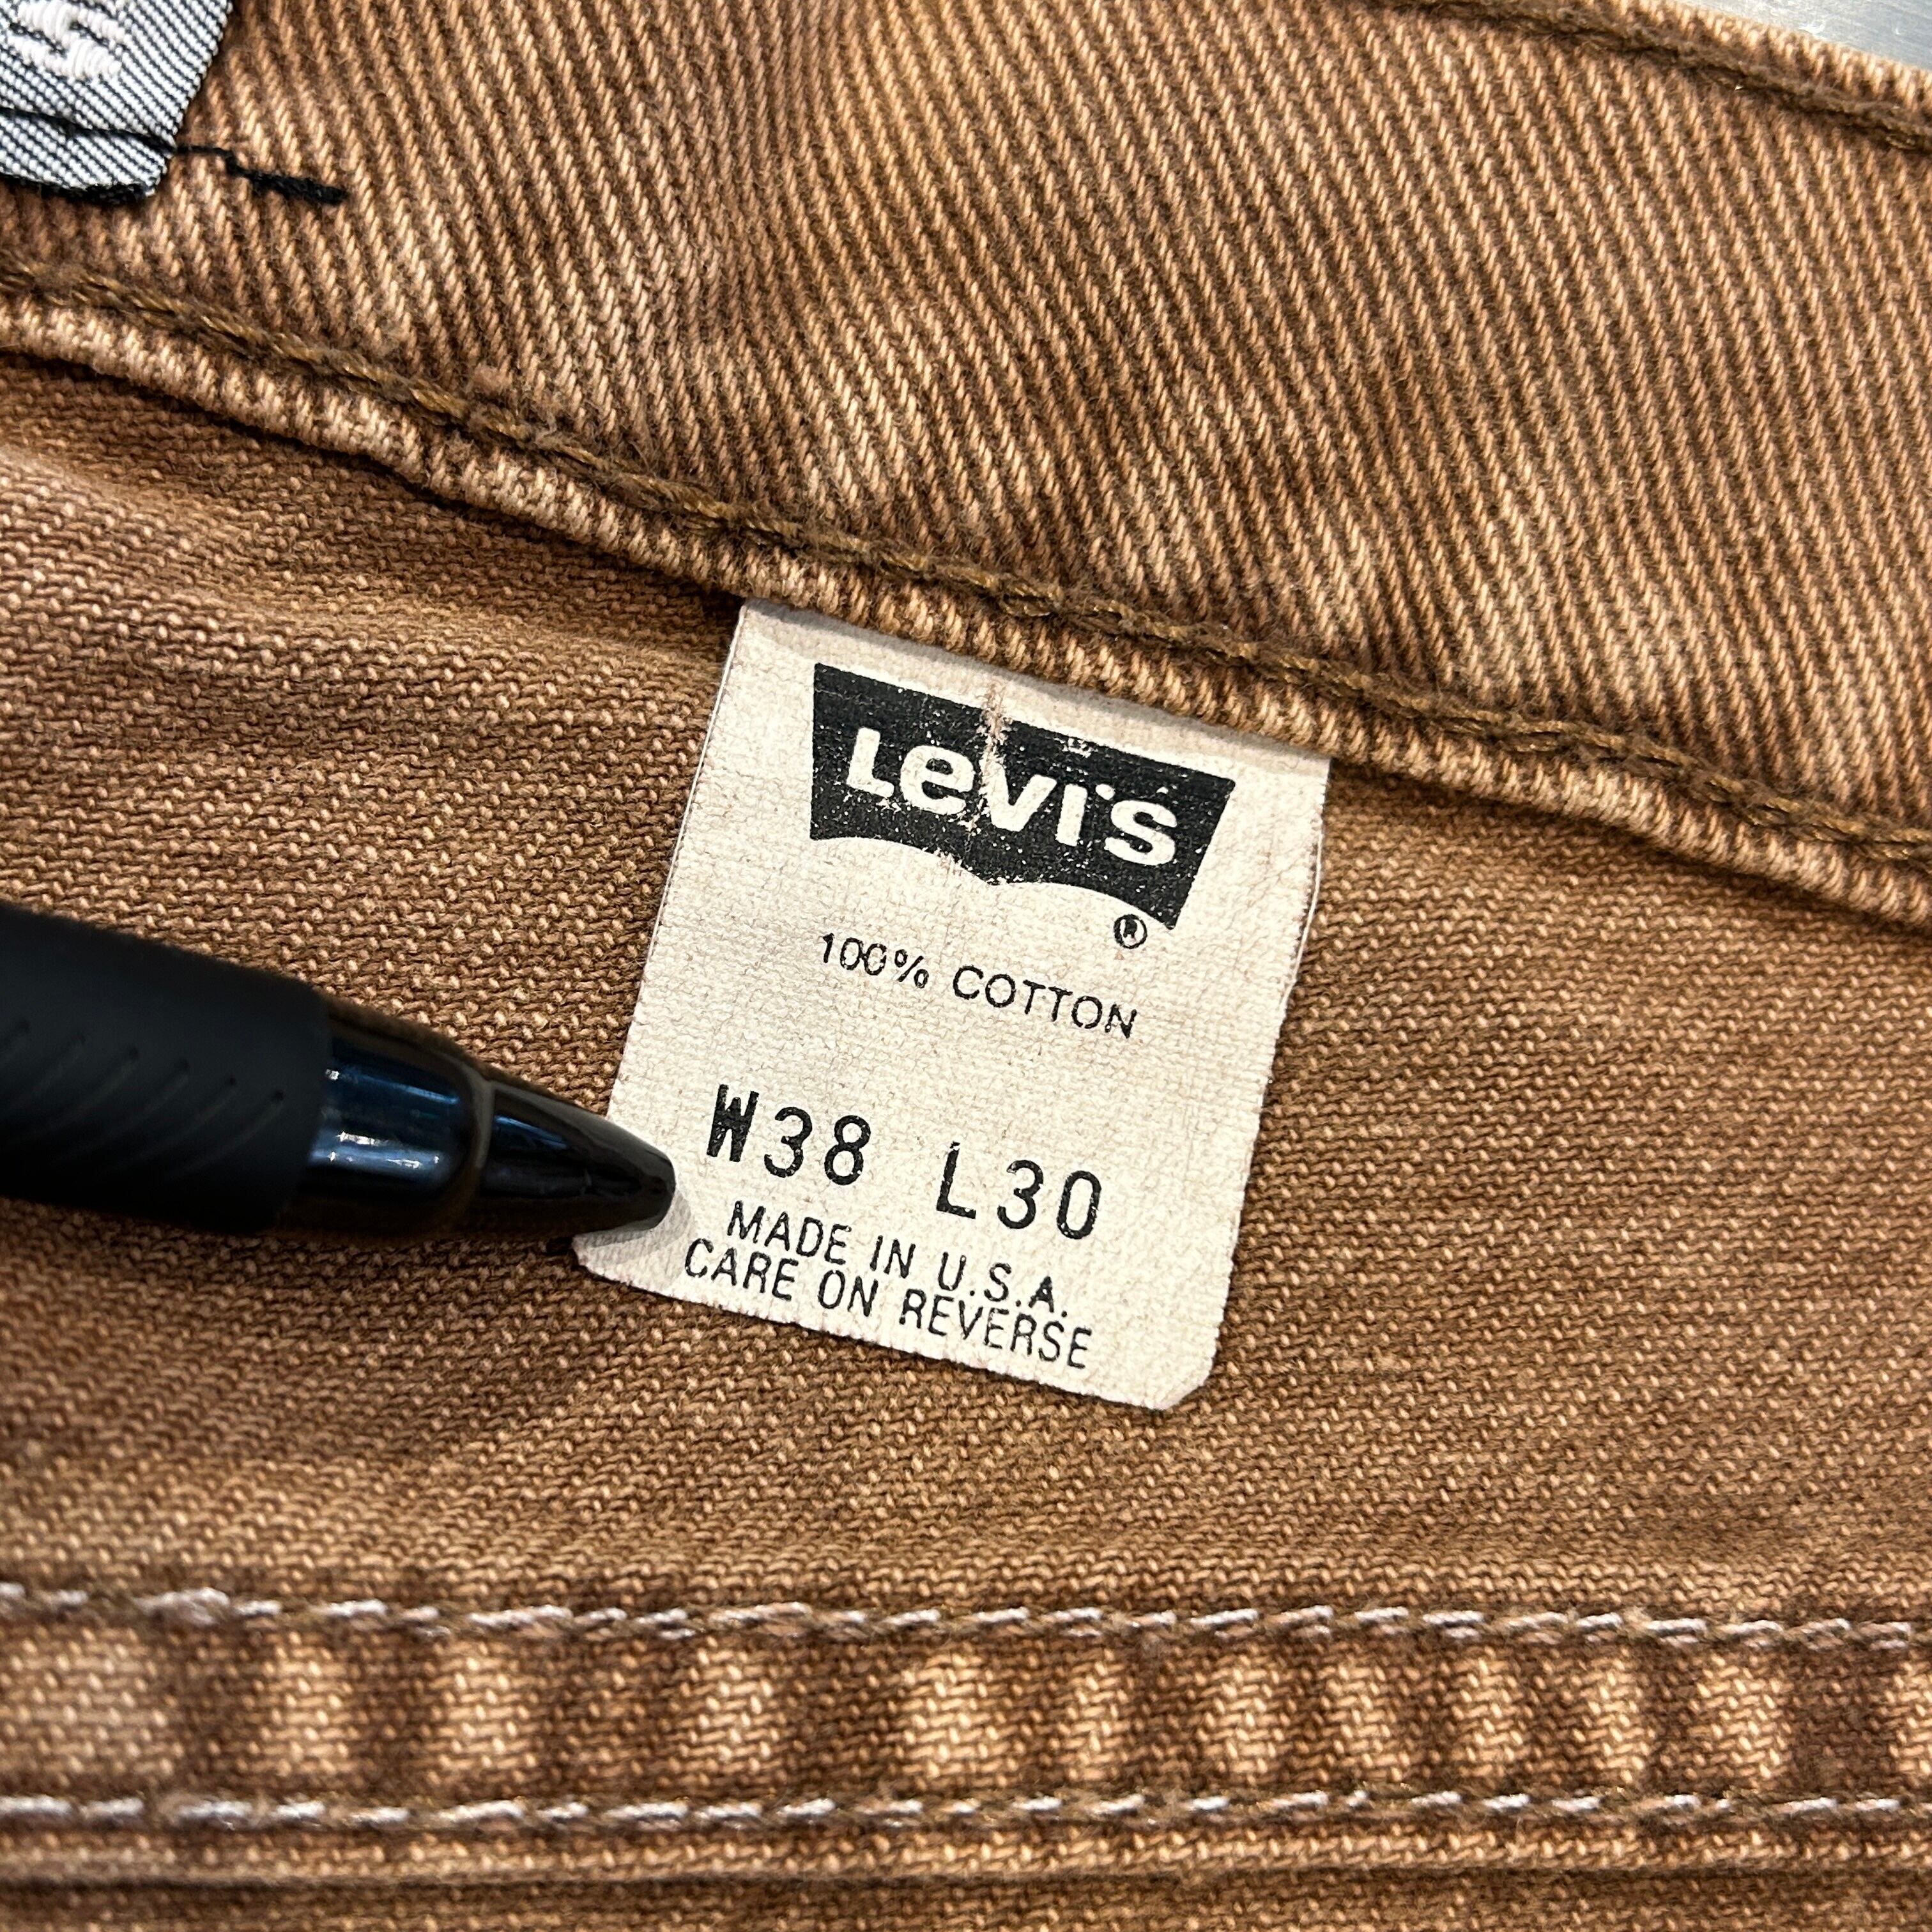 Levi's
®
100% COTTON
W38 L30
MADE IN U.S.A.
CARE ON REVERSE